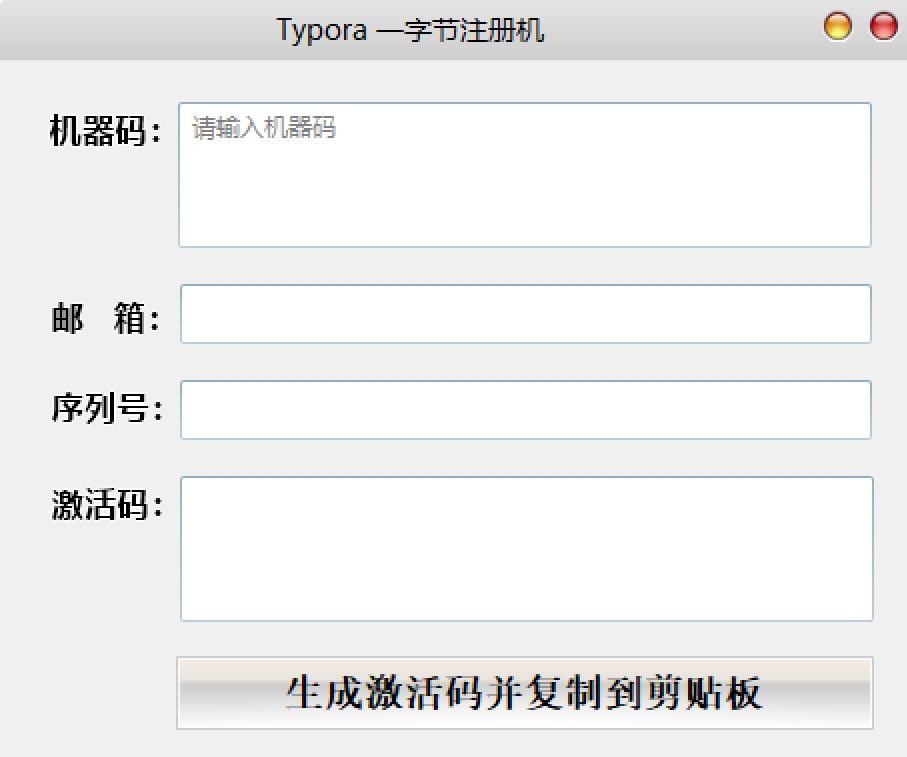 Typora 一字节注册机
机器码：
请输入机器码
邮 箱：
序列号：
激活码：
生成激活码并复制到剪贴板